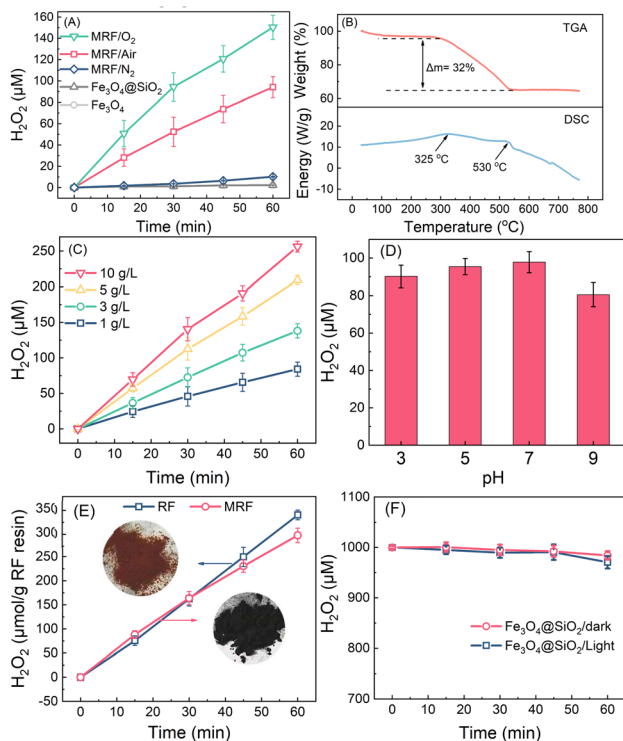 (A)
MRF/O₂
MRF/Air
MRF/N₂
Fe₃O₄@SiO₂
Fe₃O₄
160
140
120
100
80
60
40
20
0
H₂O₂ (µM)
0 10 20 30 40 50 60
Time (min)
(B)
TGA
Δm= 32%
100
90
80
70
60
Weight (%)
DSC
325 °C
530 °C
20
10
0
-10
Energy (W/g)
0 100 200 300 400 500 600 700 800
Temperature (°C)
(C)
10 g/L
5 g/L
3 g/L
1 g/L
250
200
150
100
50
0
H₂O₂ (µM)
0 10 20 30 40 50 60
Time (min)
(D)
100
80
60
40
20
0
H₂O₂ (µM)
3 5 7 9
pH
(E)
RF
MRF
350
300
250
200
150
100
50
0
-50
H₂O₂ (µmol/g RF resin)
0 10 20 30 40 50 60
Time (min)
(F)
1100
1000
900
800
700
H₂O₂ (µM)
Fe₃O₄@SiO₂/dark
Fe₃O₄@SiO₂/Light
0 10 20 30 40 50 60
Time (min)